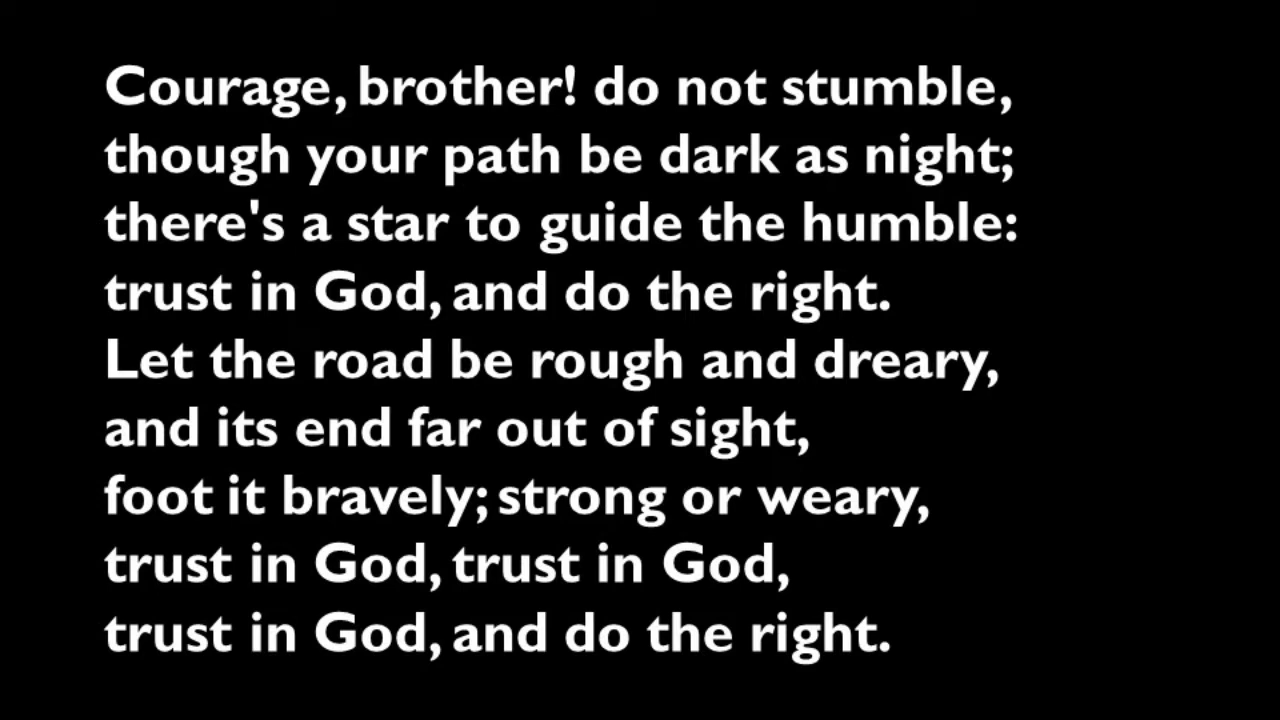 Courage, brother! do not stumble,
though your path be dark as night;
there's a star to guide the humble:
trust in God, and do the right.
Let the road be rough and dreary,
and its end far out of sight,
foot it bravely; strong or weary,
trust in God, trust in God,
trust in God, and do the right.